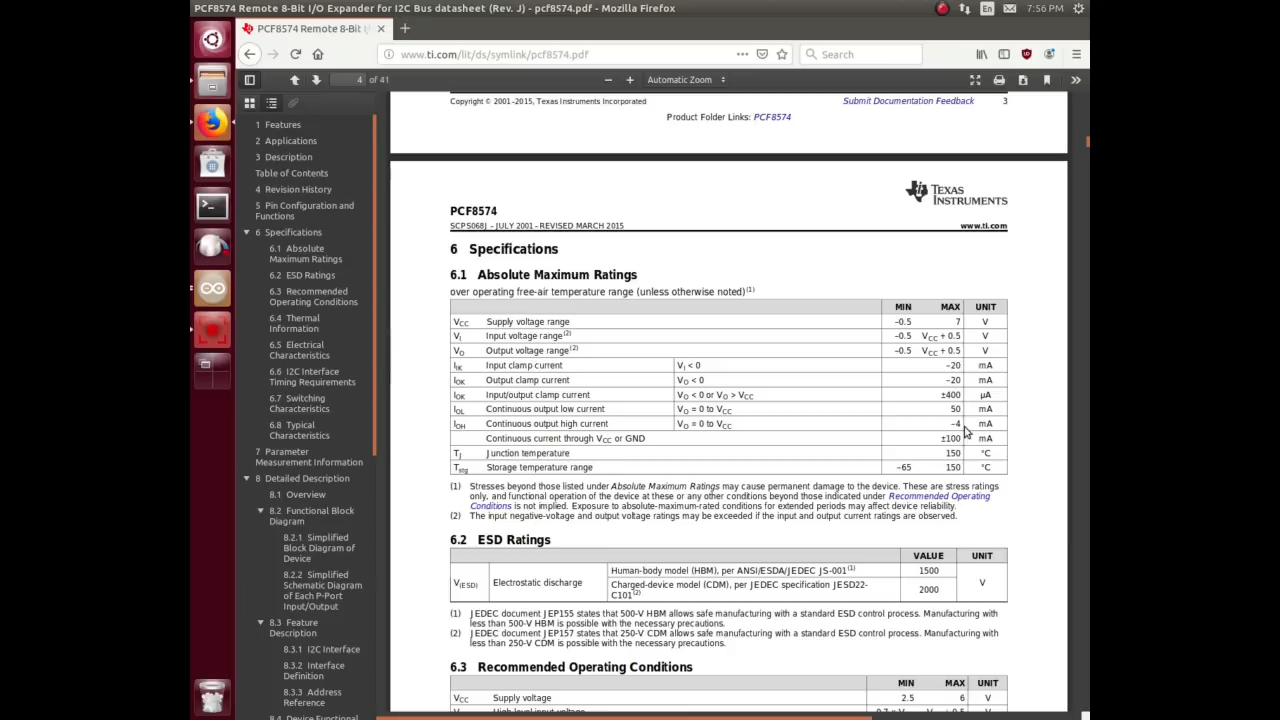 PCF8574 Remote 8-Bit I/O Expander for I2C Bus datasheet (Rev. J) - pcf8574.pdf - Mozilla Firefox
En
7:56 PM
PCF8574 Remote 8-Bit I/O
www.ti.com/lit/ds/symlink/pcf8574.pdf
Search
4 of 41
Automatic Zoom
1 Features
2 Applications
3 Description
Table of Contents
4 Revision History
5 Pin Configuration and
Functions
6 Specifications
6.1 Absolute
Maximum Ratings
6.2 ESD Ratings
6.3 Recommended
Operating Conditions
6.4 Thermal
Information
6.5 Electrical
Characteristics
6.6 I2C Interface
Timing Requirements
6.7 Switching
Characteristics
6.8 Typical
Characteristics
7 Parameter
Measurement Information
8 Detailed Description
8.1 Overview
8.2 Functional Block
Diagram
8.2.1 Simplified
Block Diagram of
Device
8.2.2 Simplified
Schematic Diagram
of Each P-Port
Input/Output
8.3 Feature
Description
8.3.1 I2C Interface
8.3.2 Interface
Definition
8.3.3 Address
Reference
8.4 Device Functional
Copyright © 2001–2015, Texas Instruments Incorporated Submit Documentation Feedback 3
Product Folder Links: PCF8574
TEXAS
INSTRUMENTS
PCF8574
SCPS068J – JULY 2001 – REVISED MARCH 2015 www.ti.com
6 Specifications
6.1 Absolute Maximum Ratings
over operating free-air temperature range (unless otherwise noted)(1)
MIN MAX UNIT
VCC Supply voltage range –0.5 7 V
VI Input voltage range(2) –0.5 VCC + 0.5 V
VO Output voltage range(2) –0.5 VCC + 0.5 V
IIK Input clamp current VI < 0 –20 mA
IOK Output clamp current VO < 0 –20 mA
IOK Input/output clamp current VO < 0 or VO > VCC ±400 µA
IOL Continuous output low current VO = 0 to VCC 50 mA
IOH Continuous output high current VO = 0 to VCC –4 mA
Continuous current through VCC or GND ±100 mA
TJ Junction temperature 150 °C
Tstg Storage temperature range –65 150 °C
(1) Stresses beyond those listed under Absolute Maximum Ratings may cause permanent damage to the device. These are stress ratings
only, and functional operation of the device at these or any other conditions beyond those indicated under Recommended Operating
Conditions is not implied. Exposure to absolute-maximum-rated conditions for extended periods may affect device reliability.
(2) The input negative-voltage and output voltage ratings may be exceeded if the input and output current ratings are observed.
6.2 ESD Ratings
VALUE UNIT
V(ESD) Electrostatic discharge Human-body model (HBM), per ANSI/ESDA/JEDEC JS-001(1) 1500 V
Charged-device model (CDM), per JEDEC specification JESD22-
C101(2) 2000
(1) JEDEC document JEP155 states that 500-V HBM allows safe manufacturing with a standard ESD control process. Manufacturing with
less than 500-V HBM is possible with the necessary precautions.
(2) JEDEC document JEP157 states that 250-V CDM allows safe manufacturing with a standard ESD control process. Manufacturing with
less than 250-V CDM is possible with the necessary precautions.
6.3 Recommended Operating Conditions
MIN MAX UNIT
VCC Supply voltage 2.5 6 V